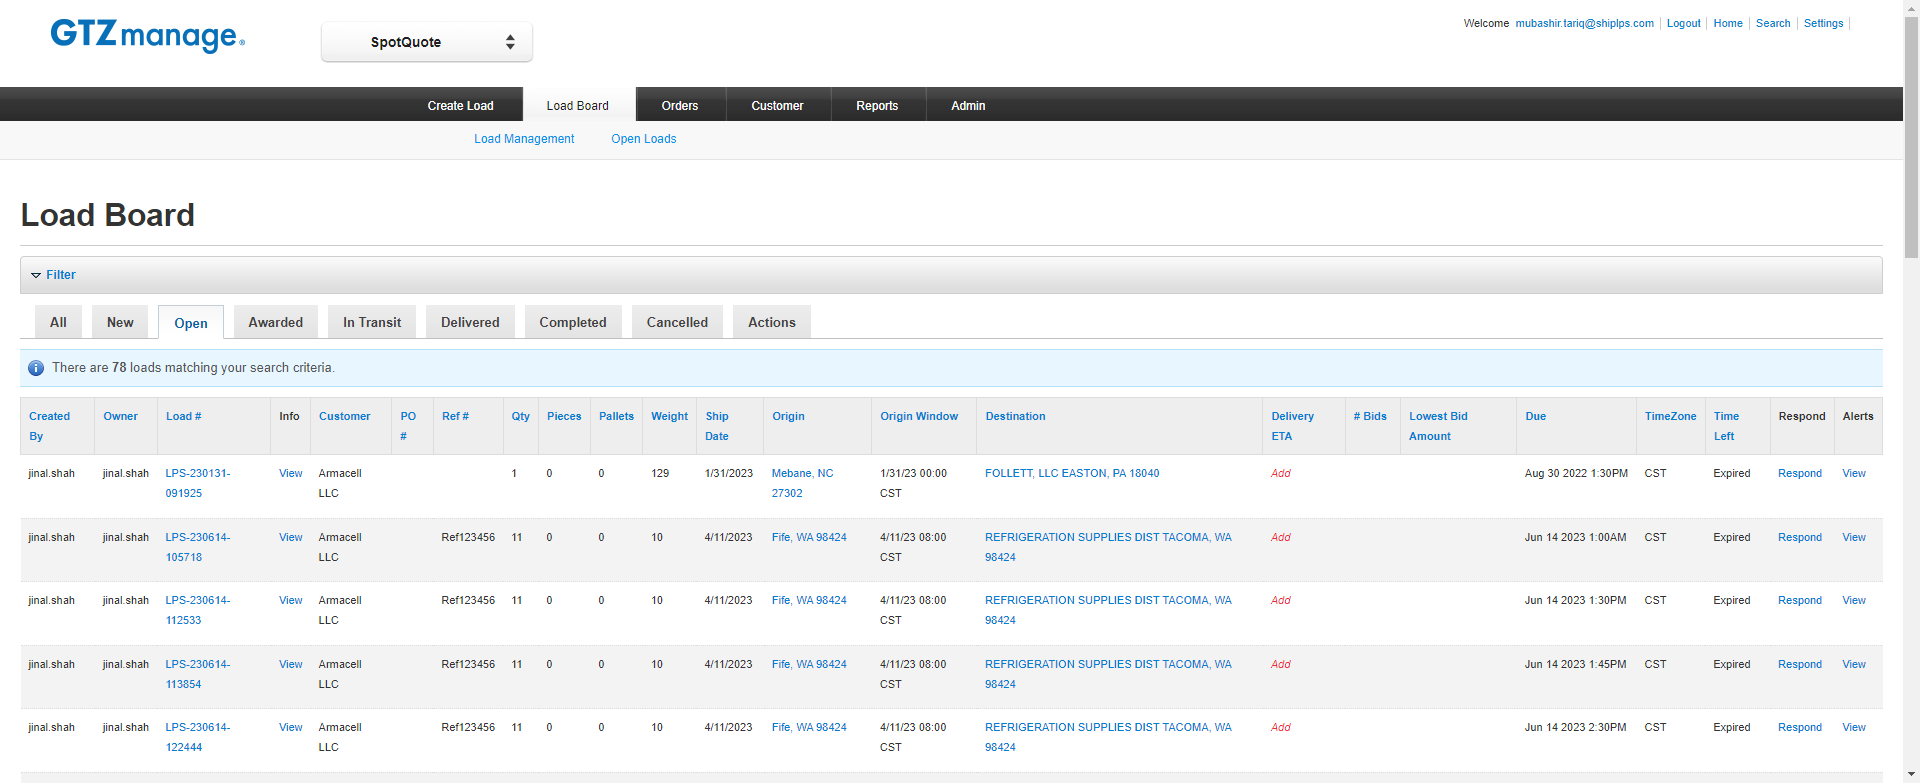 GTZmanage®
SpotQuote
Welcome mubashir.tariq@shiplps.com Logout Home Search Settings
Create Load Load Board Orders Customer Reports Admin
Load Management Open Loads
Load Board
Filter
All New Open Awarded In Transit Delivered Completed Cancelled Actions
There are 78 loads matching your search criteria.
Created Owner Load # Info Customer PO Ref # Qty Pieces Pallets Weight Ship Origin Origin Window Destination Delivery # Bids Lowest Bid Due TimeZone Time Respond Alerts
By # Date ETA Amount Left
jinal.shah jinal.shah LPS-230131- View Armacell 1 0 0 129 1/31/2023 Mebane, NC 1/31/23 00:00 FOLLETT, LLC EASTON, PA 18040 Add Aug 30 2022 1:30PM CST Expired Respond View
091925 LLC 27302 CST
jinal.shah jinal.shah LPS-230614- View Armacell Ref123456 11 0 0 10 4/11/2023 Fife, WA 98424 4/11/23 08:00 REFRIGERATION SUPPLIES DIST TACOMA, WA Add Jun 14 2023 1:00AM CST Expired Respond View
105718 LLC CST 98424
jinal.shah jinal.shah LPS-230614- View Armacell Ref123456 11 0 0 10 4/11/2023 Fife, WA 98424 4/11/23 08:00 REFRIGERATION SUPPLIES DIST TACOMA, WA Add Jun 14 2023 1:30PM CST Expired Respond View
112533 LLC CST 98424
jinal.shah jinal.shah LPS-230614- View Armacell Ref123456 11 0 0 10 4/11/2023 Fife, WA 98424 4/11/23 08:00 REFRIGERATION SUPPLIES DIST TACOMA, WA Add Jun 14 2023 1:45PM CST Expired Respond View
113854 LLC CST 98424
jinal.shah jinal.shah LPS-230614- View Armacell Ref123456 11 0 0 10 4/11/2023 Fife, WA 98424 4/11/23 08:00 REFRIGERATION SUPPLIES DIST TACOMA, WA Add Jun 14 2023 2:30PM CST Expired Respond View
122444 LLC CST 98424